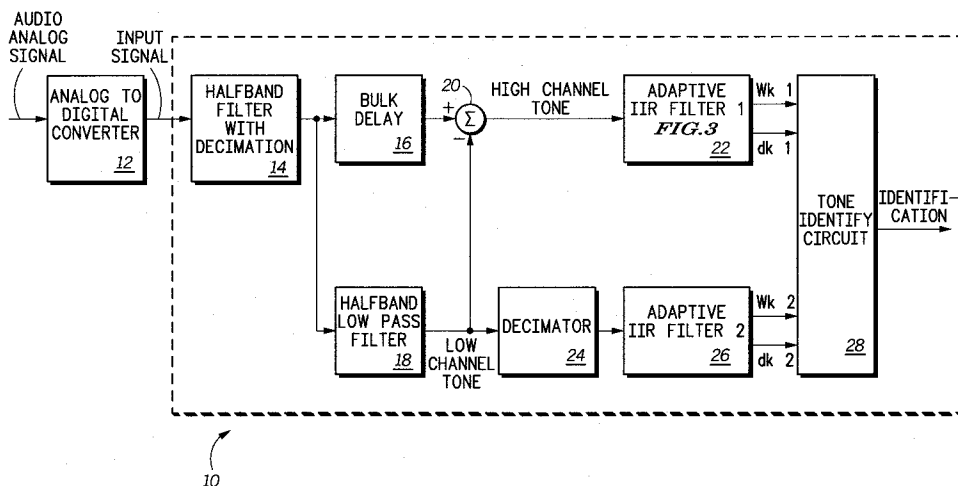 AUDIO
ANALOG
SIGNAL
INPUT
SIGNAL
ANALOG TO
DIGITAL
CONVERTER
12
HALFBAND
FILTER
WITH
DECIMATION
14
BULK
DELAY
16
20
+
Σ
−
HIGH CHANNEL
TONE
ADAPTIVE
IIR FILTER 1
FIG.3
22
Wk 1
dk 1
TONE
IDENTIFY
CIRCUIT
28
IDENTIFI-
CATION
HALFBAND
LOW PASS
FILTER
18
LOW
CHANNEL
TONE
DECIMATOR
24
ADAPTIVE
IIR FILTER 2
26
Wk 2
dk 2
10